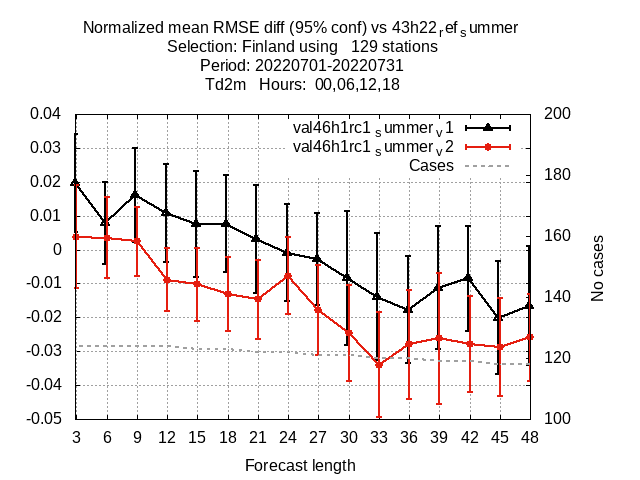 Normalized mean RMSE diff (95% conf) vs 43h22refsummer
Selection: Finland using 129 stations
Period: 20220701-20220731
Td2m Hours: 00,06,12,18
val46h1rc1summerv1
val46h1rc1summerv2
Cases
0.04
0.03
0.02
0.01
0
-0.01
-0.02
-0.03
-0.04
-0.05
200
180
160
140
120
100
No cases
3 6 9 12 15 18 21 24 27 30 33 36 39 42 45 48
Forecast length